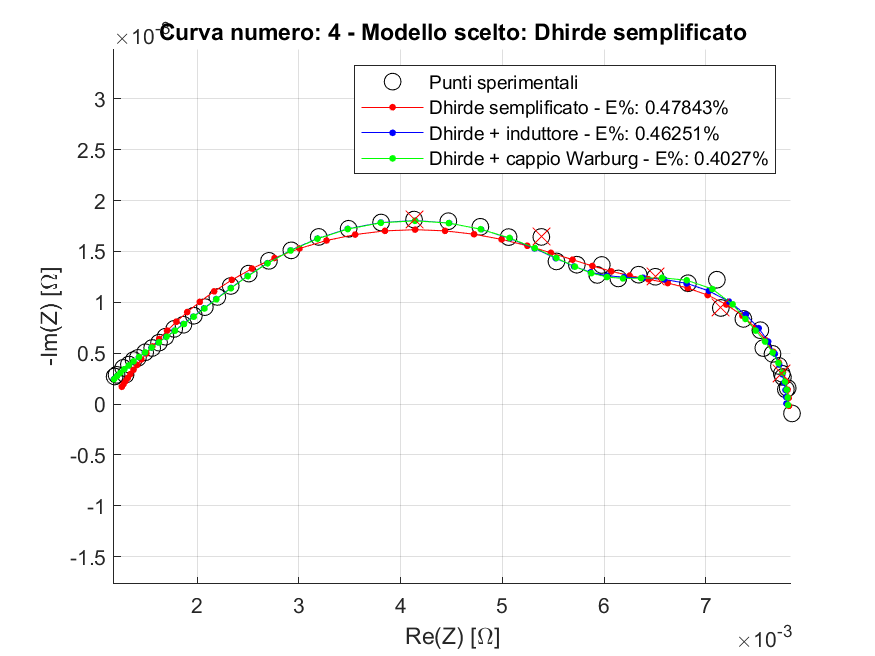 ×10
Curva numero: 4 - Modello scelto: Dhirde semplificato
Punti sperimentali
Dhirde semplificato - E%: 0.47843%
Dhirde + induttore - E%: 0.46251%
Dhirde + cappio Warburg - E%: 0.4027%
3
2.5
2
1.5
1
0.5
0
-0.5
-1
-1.5
-Im(Z) [Ω]
2 3 4 5 6 7
Re(Z) [Ω]
×10⁻³